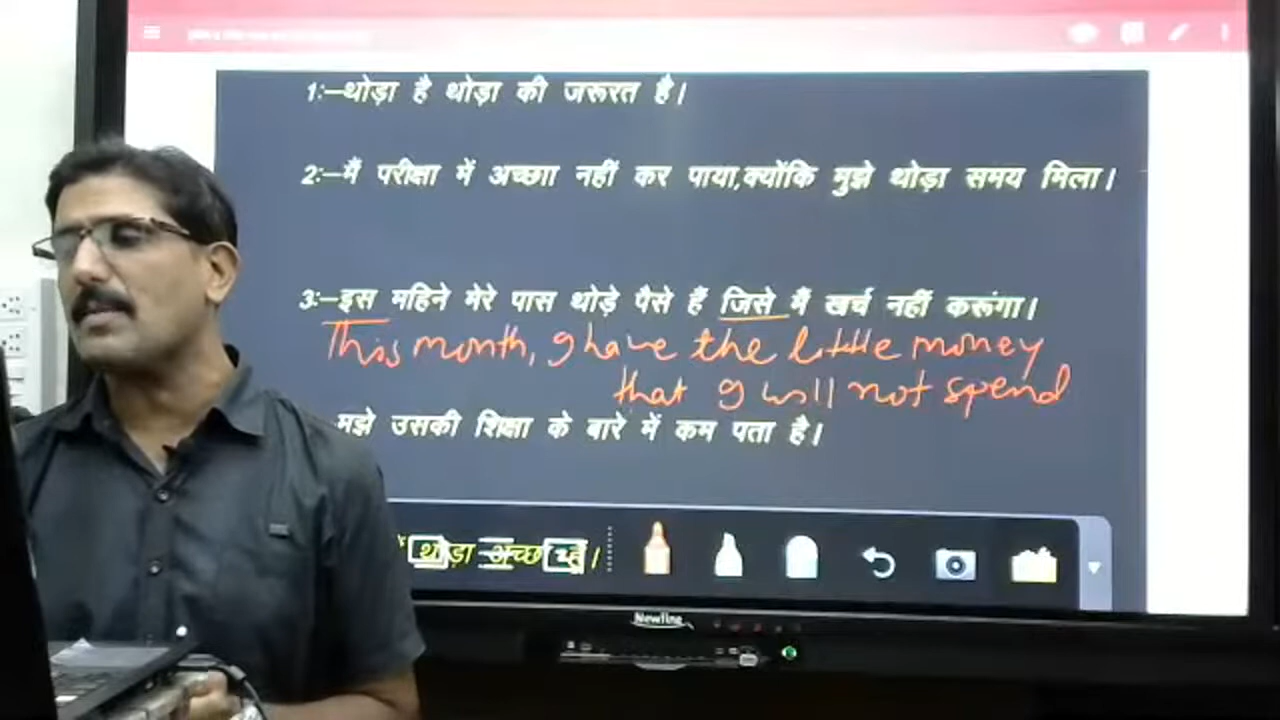 1:–थोड़ा है थोड़ा की जरूरत है।
2:–मैं परीक्षा में अच्छाा नहीं कर पाया,क्योंकि मुझे थोड़ा समय मिला।
3:–इस महिने मेरे पास थोड़े पैसे हैं जिसे मैं खर्च नहीं करूंगा।
This month, I have the little money
that I will not spend
मुझे उसकी शिक्षा के बारे में कम पता है।
थोड़ा अच्छा है।
Newline